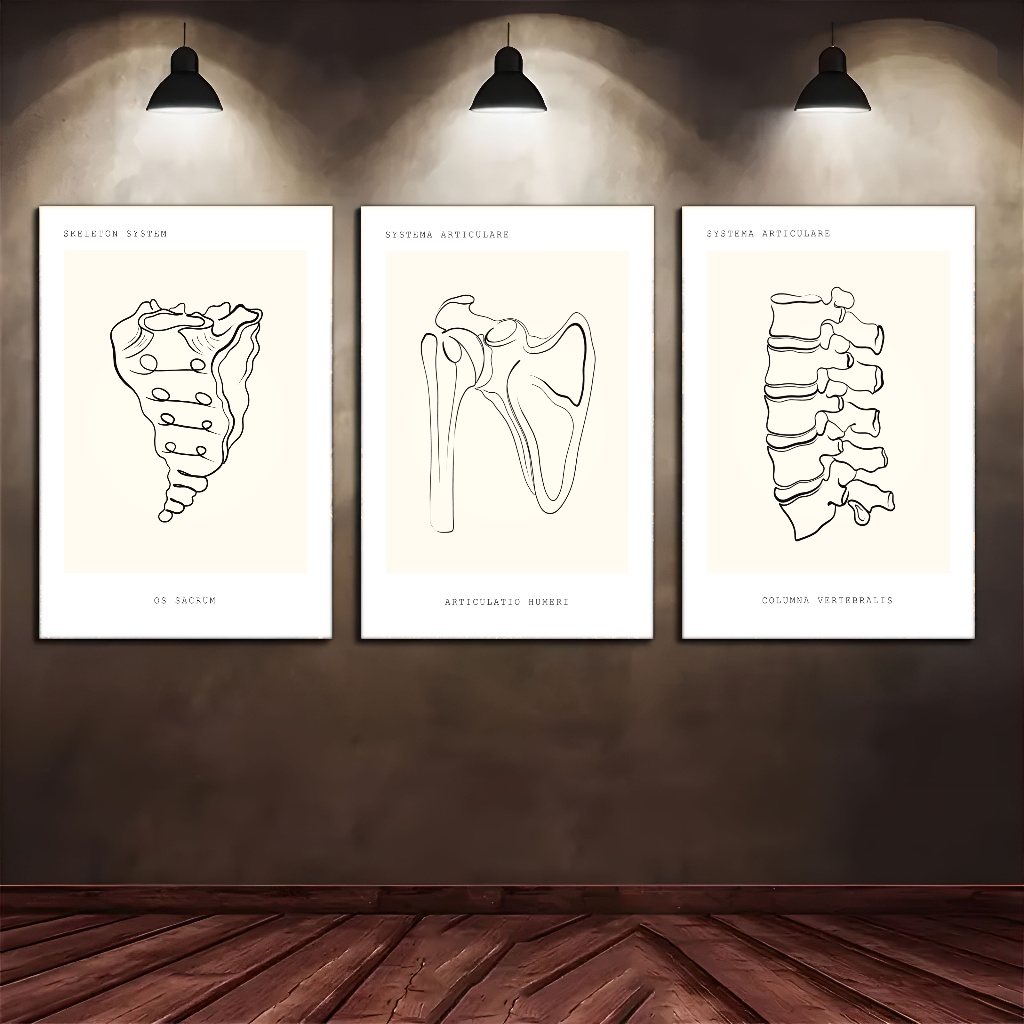 SKELETON SYSTEM
OS SACRUM
SYSTEMA ARTICULARE
ARTICULATIO HUMERI
SYSTEMA ARTICULARE
COLUMNA VERTEBRALIS